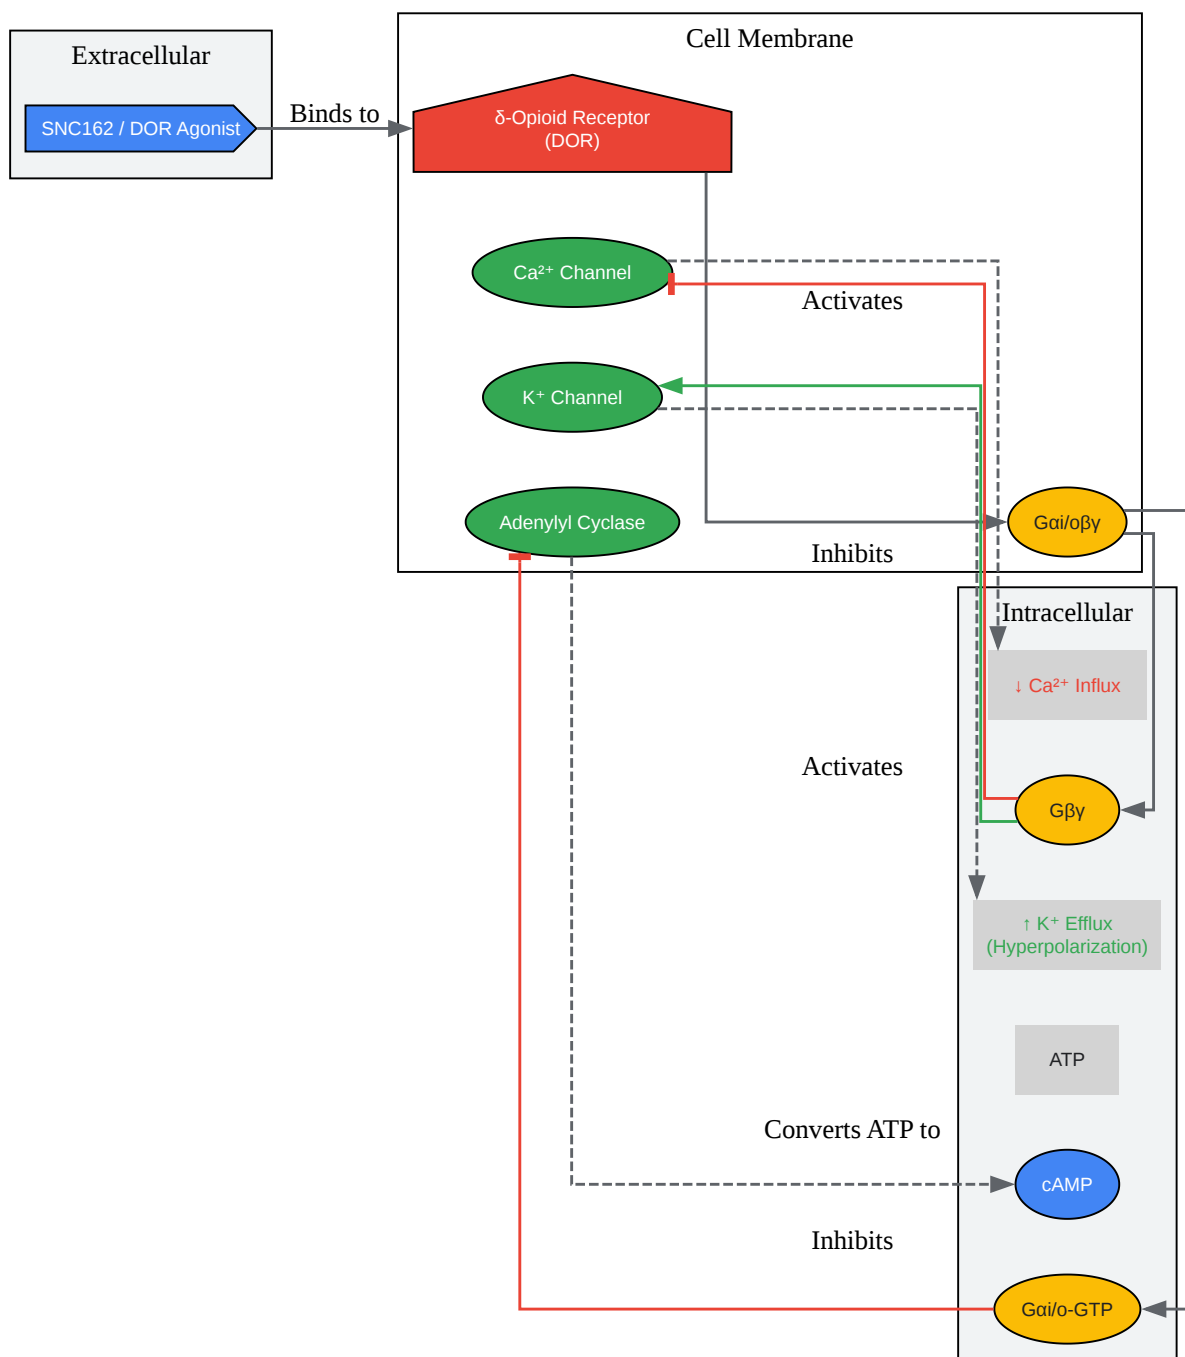 Cell Membrane
Extracellular
SNC162 / DOR Agonist
Binds to
δ-Opioid Receptor
(DOR)
Ca²⁺ Channel
Activates
K⁺ Channel
Adenylyl Cyclase
Gαi/oβγ
Inhibits
Intracellular
↓ Ca²⁺ Influx
Activates
Gβγ
↑ K⁺ Efflux
(Hyperpolarization)
ATP
Converts ATP to
cAMP
Inhibits
Gαi/o-GTP